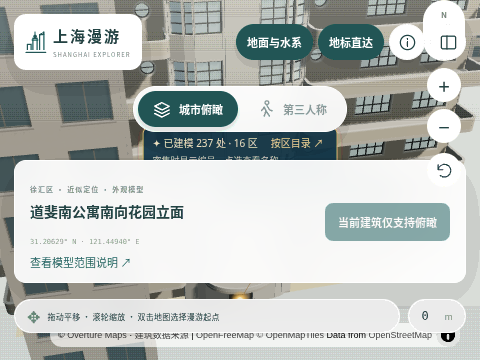 上海漫游
SHANGHAI EXPLORER
地面与水系
地标直达
N
城市俯瞰
第三人称
✦ 已建模 237 处 · 16 区 按区目录 ↗
徐汇区 · 近似定位 · 外观模型
道斐南公寓南向花园立面
31.20629° N · 121.44940° E
查看模型范围说明 ↗
当前建筑仅支持俯瞰
拖动平移 · 滚轮缩放 · 双击地图选择漫游起点
0 m
© Overture Maps · 建筑数据来源 | OpenFreeMap © OpenMapTiles Data from OpenStreetMap